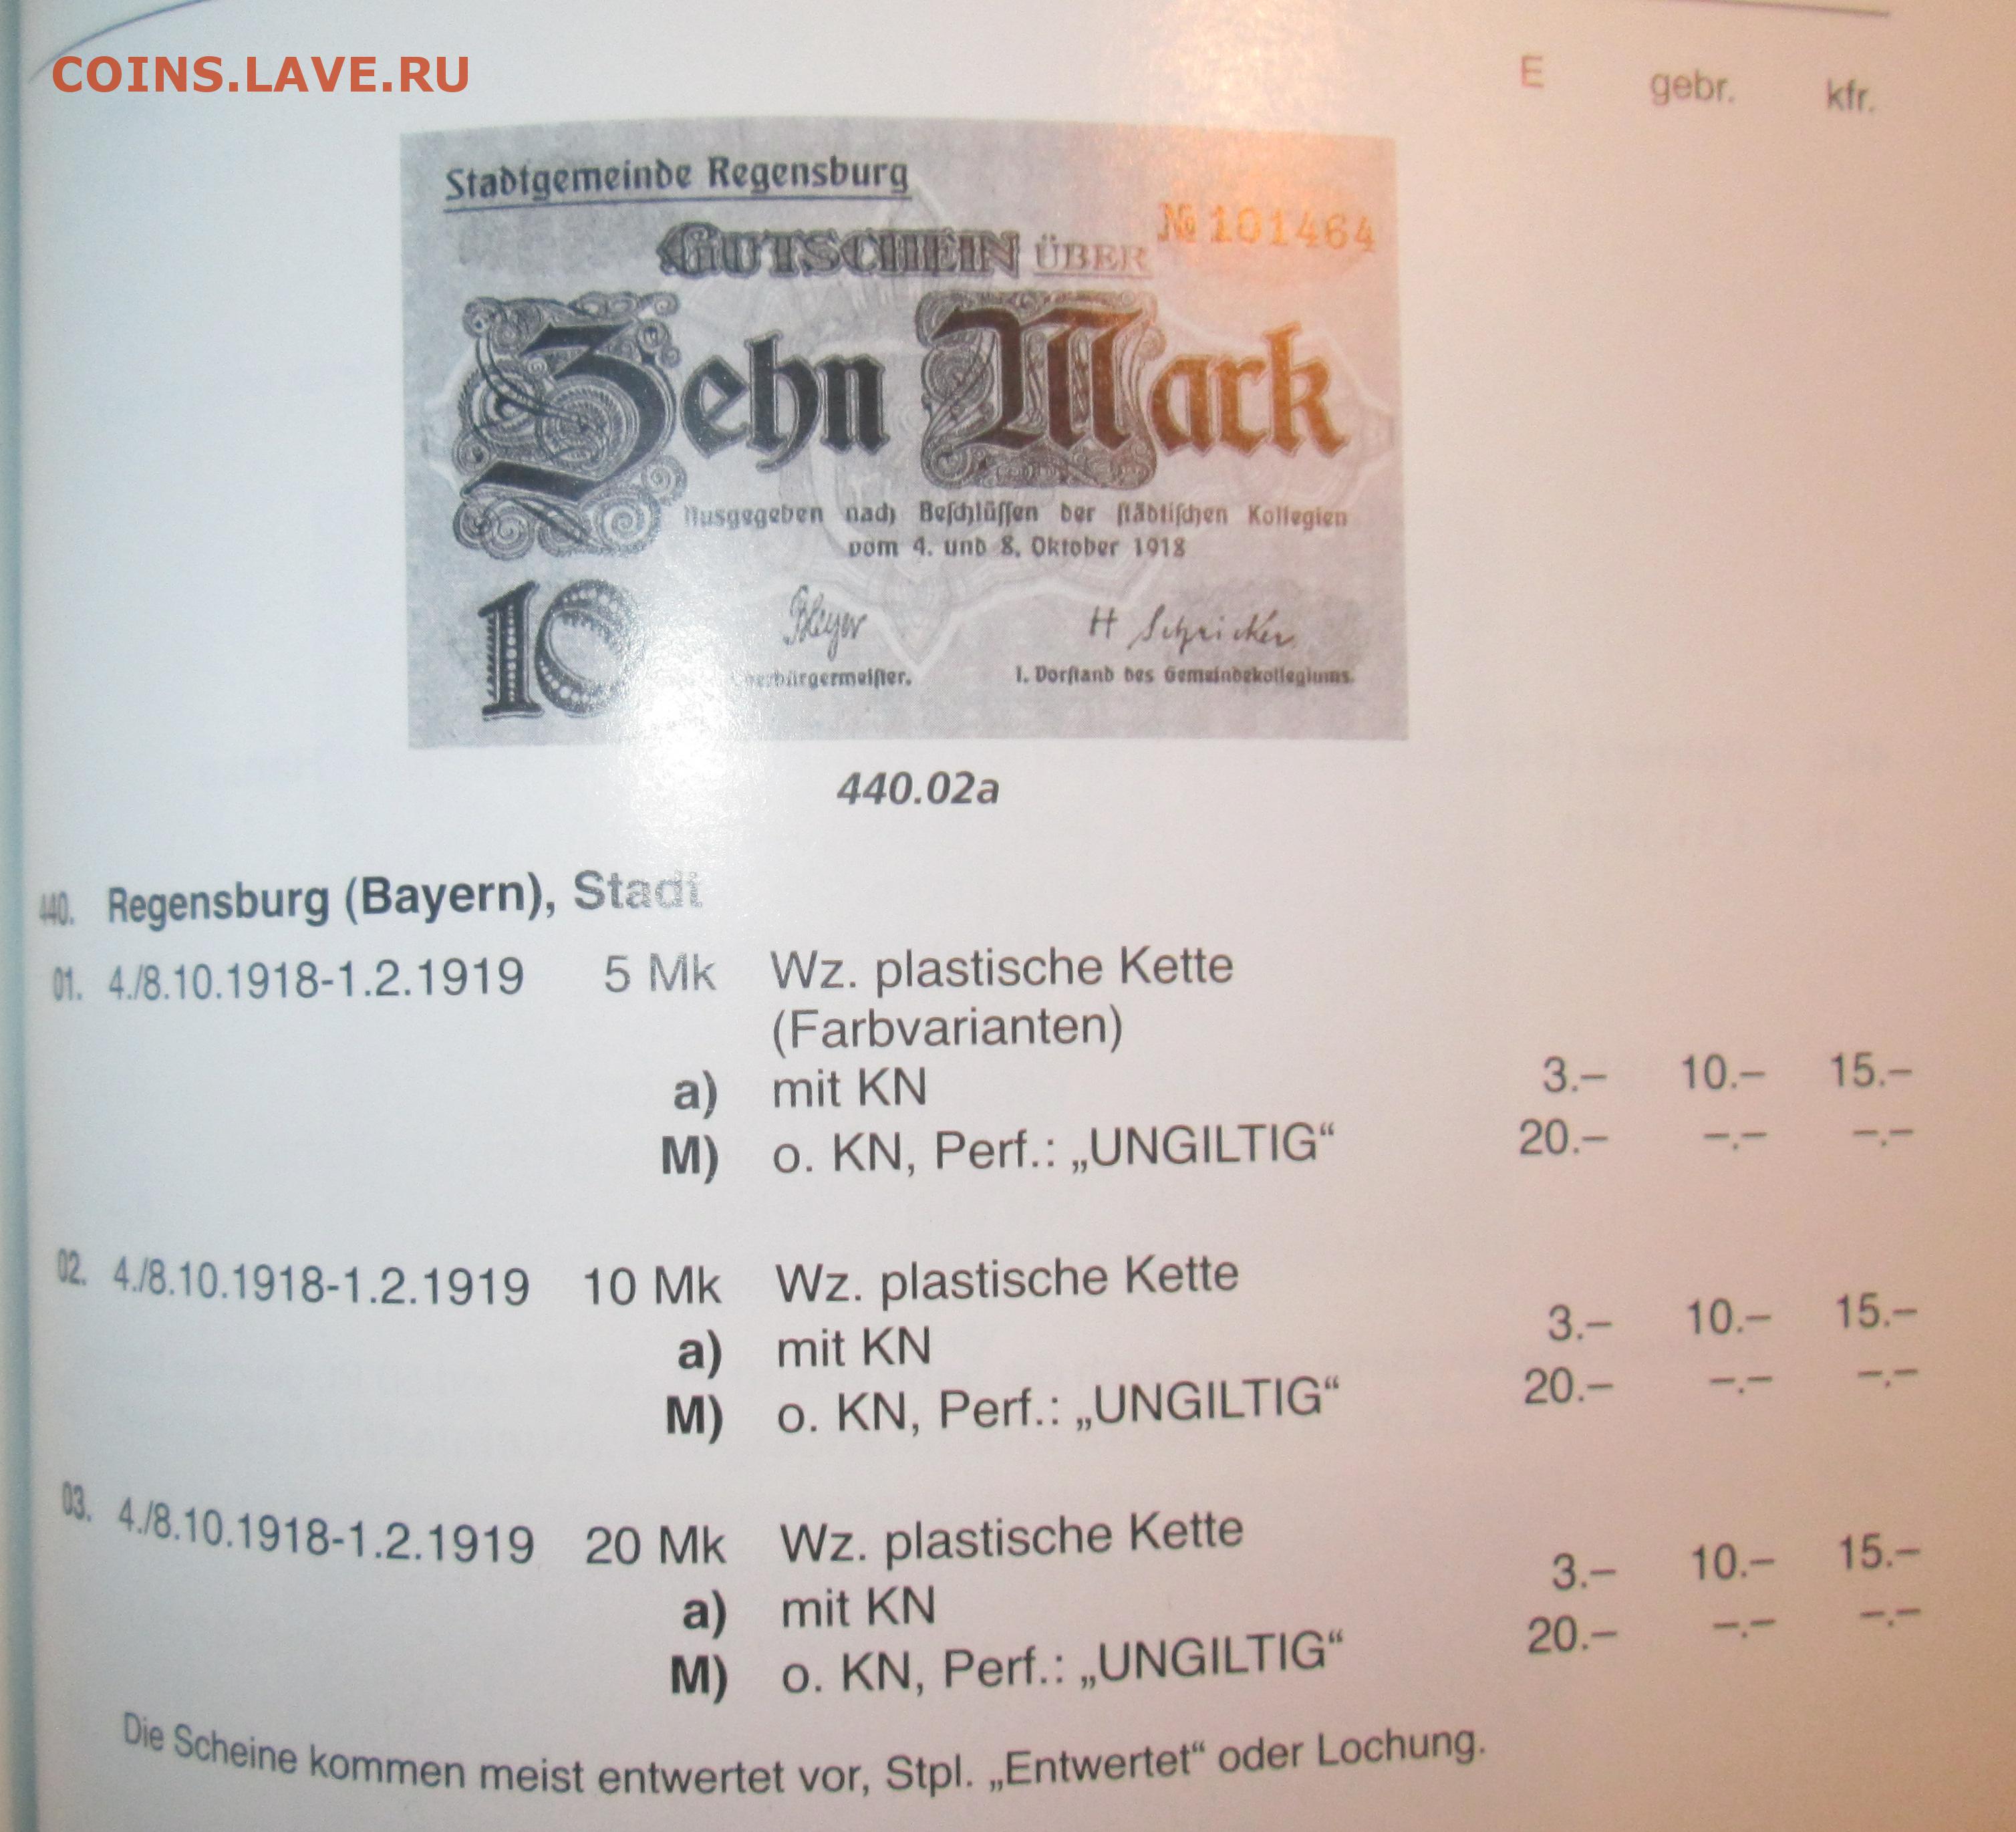 COINS.LAVE.RU
E gebr. kfr.
Stadtgemeinde Regensburg
№ 101464
GUTSCHEIN ÜBER
Zehn Mark
Ausgegeben nach Beschlüssen der städtischen Kollegien
vom 4. und 8. Oktober 1918
10
Bleyer H Schricker
Oberbürgermeister. 1. Vorstand des Gemeindekollegiums.
440.02a
440. Regensburg (Bayern), Stadt
01. 4./8.10.1918-1.2.1919 5 Mk Wz. plastische Kette
(Farbvarianten)
a) mit KN 3.– 10.– 15.–
M) o. KN, Perf.: „UNGILTIG“ 20.– –.– –.–
02. 4./8.10.1918-1.2.1919 10 Mk Wz. plastische Kette
a) mit KN 3.– 10.– 15.–
M) o. KN, Perf.: „UNGILTIG“ 20.– –.– –.–
03. 4./8.10.1918-1.2.1919 20 Mk Wz. plastische Kette
a) mit KN 3.– 10.– 15.–
M) o. KN, Perf.: „UNGILTIG“ 20.– –.– –.–
Die Scheine kommen meist entwertet vor, Stpl. „Entwertet“ oder Lochung.